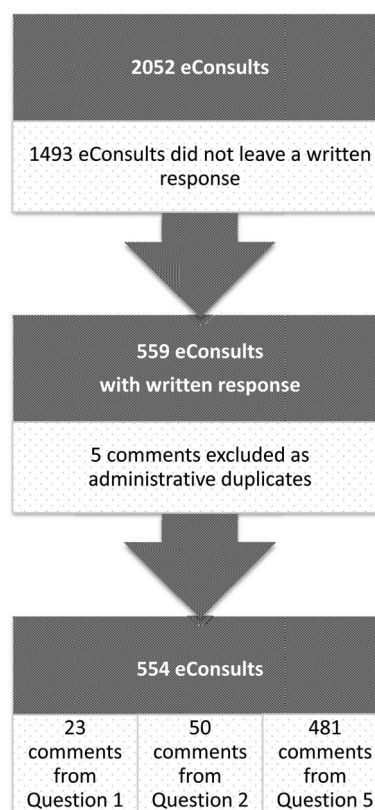 2052 eConsults
1493 eConsults did not leave a written
response
559 eConsults
with written response
5 comments excluded as
administrative duplicates
554 eConsults
23
comments
from
Question 1
50
comments
from
Question 2
481
comments
from
Question 5